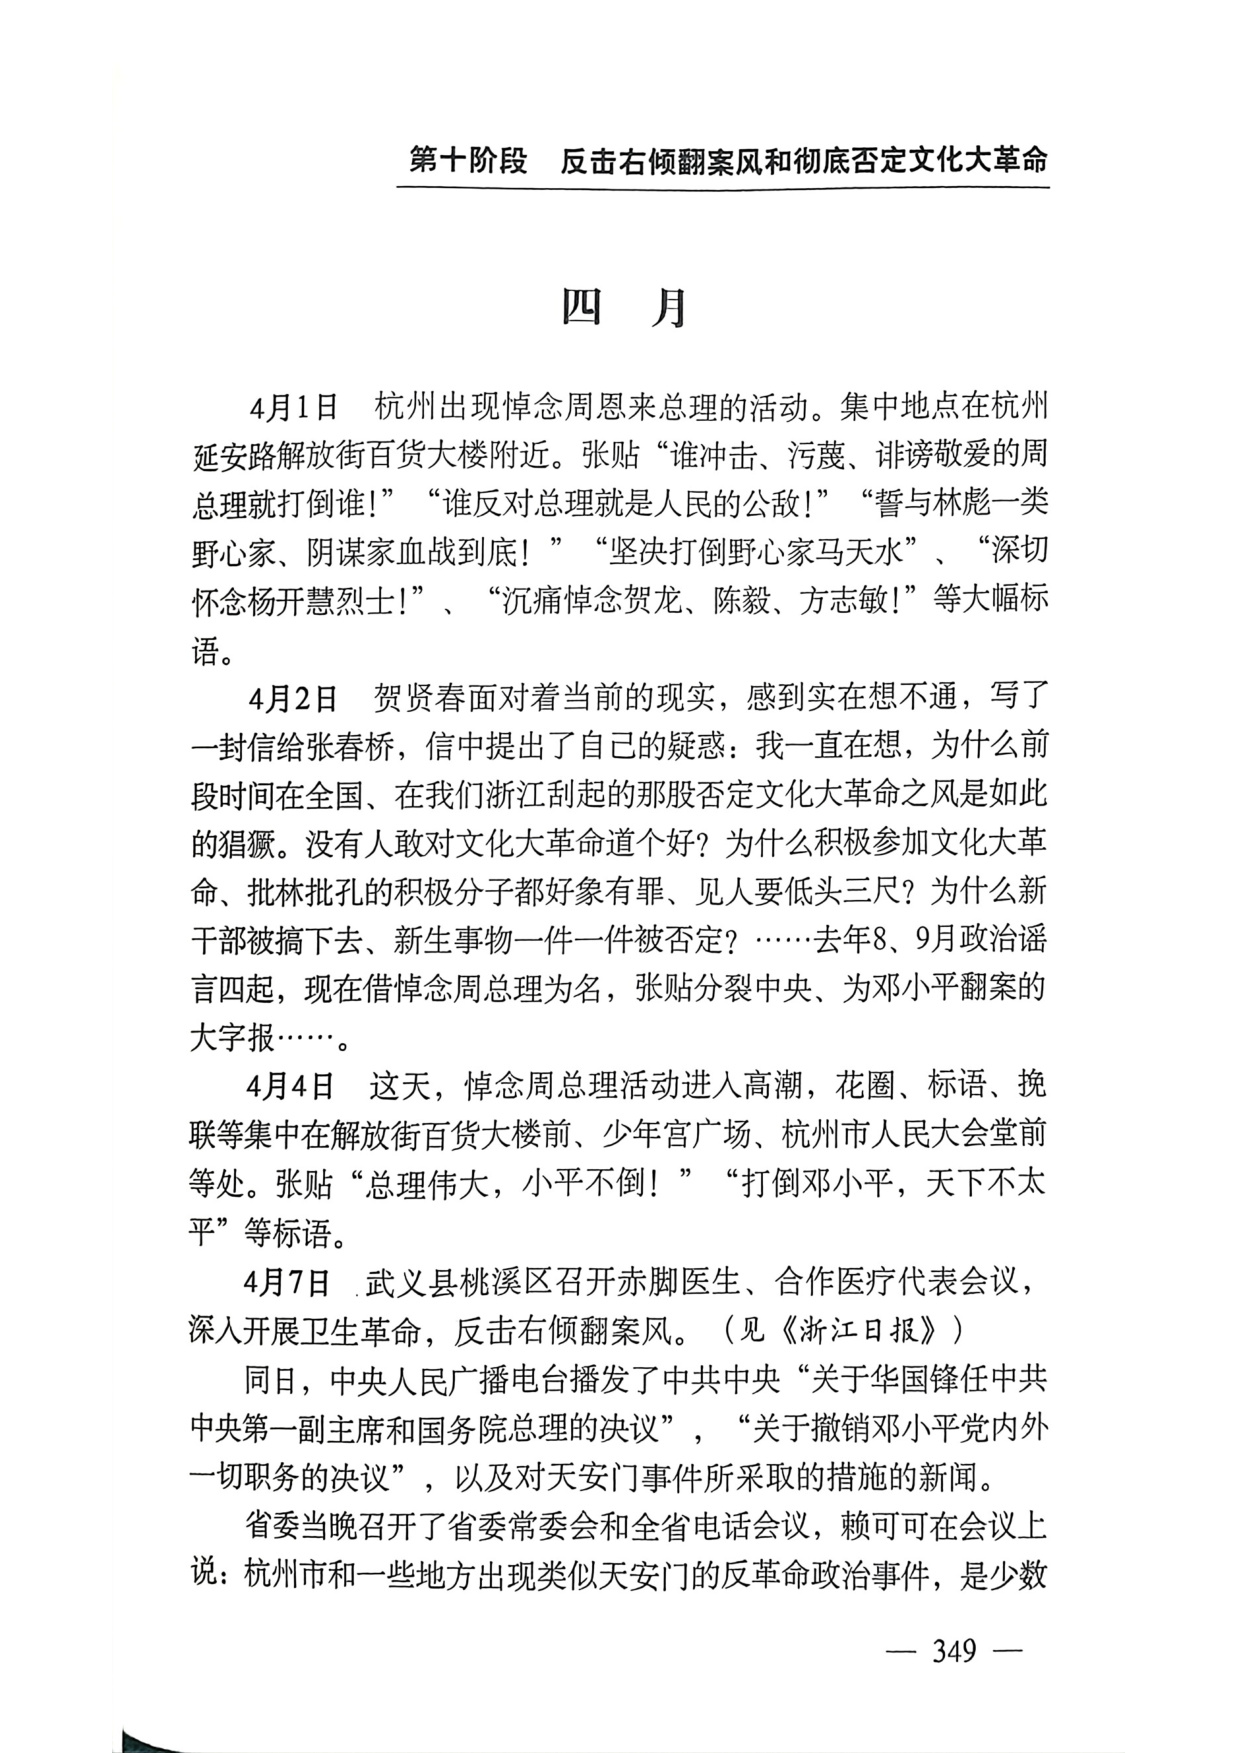 第十阶段　反击右倾翻案风和彻底否定文化大革命
四　月
4月1日　杭州出现悼念周恩来总理的活动。集中地点在杭州
延安路解放街百货大楼附近。张贴“谁冲击、污蔑、诽谤敬爱的周
总理就打倒谁！”“谁反对总理就是人民的公敌！”“誓与林彪一类
野心家、阴谋家血战到底！”“坚决打倒野心家马天水”、“深切
怀念杨开慧烈士！”、“沉痛悼念贺龙、陈毅、方志敏！”等大幅标
语。
4月2日　贺贤春面对着当前的现实，感到实在想不通，写了
一封信给张春桥，信中提出了自己的疑惑：我一直在想，为什么前
段时间在全国、在我们浙江刮起的那股否定文化大革命之风是如此
的猖獗。没有人敢对文化大革命道个好？为什么积极参加文化大革
命、批林批孔的积极分子都好象有罪、见人要低头三尺？为什么新
干部被搞下去、新生事物一件一件被否定？……去年8、9月政治谣
言四起，现在借悼念周总理为名，张贴分裂中央、为邓小平翻案的
大字报……。
4月4日　这天，悼念周总理活动进入高潮，花圈、标语、挽
联等集中在解放街百货大楼前、少年宫广场、杭州市人民大会堂前
等处。张贴“总理伟大，小平不倒！”“打倒邓小平，天下不太
平”等标语。
4月7日　武义县桃溪区召开赤脚医生、合作医疗代表会议，
深入开展卫生革命，反击右倾翻案风。（见《浙江日报》）
同日，中央人民广播电台播发了中共中央“关于华国锋任中共
中央第一副主席和国务院总理的决议”，“关于撤销邓小平党内外
一切职务的决议”，以及对天安门事件所采取的措施的新闻。
省委当晚召开了省委常委会和全省电话会议，赖可可在会议上
说：杭州市和一些地方出现类似天安门的反革命政治事件，是少数
— 349 —